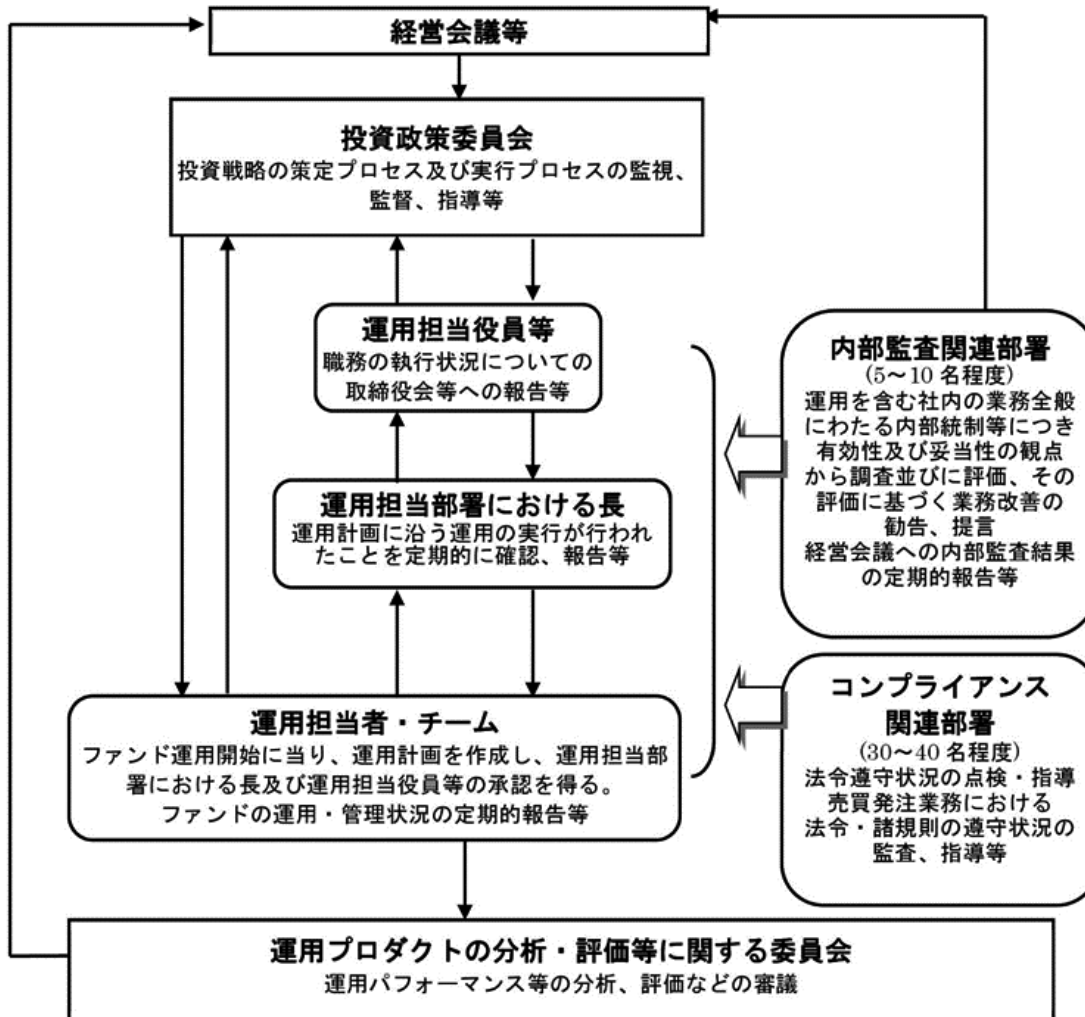 経営会議等
投資政策委員会
投資戦略の策定プロセス及び実行プロセスの監視、
監督、指導等
運用担当役員等
職務の執行状況についての
取締役会等への報告等
運用担当部署における長
運用計画に沿う運用の実行が行われ
たことを定期的に確認、報告等
運用担当者・チーム
ファンド運用開始に当り、運用計画を作成し、運用担当部
署における長及び運用担当役員等の承認を得る。
ファンドの運用・管理状況の定期的報告等
内部監査関連部署
(5～10 名程度)
運用を含む社内の業務全般
にわたる内部統制等につき
有効性及び妥当性の観点
から調査並びに評価、その
評価に基づく業務改善の
勧告、提言
経営会議への内部監査結果
の定期的報告等
コンプライアンス
関連部署
(30～40 名程度)
法令遵守状況の点検・指導
売買発注業務における
法令・諸規則の遵守状況の
監査、指導等
運用プロダクトの分析・評価等に関する委員会
運用パフォーマンス等の分析、評価などの審議